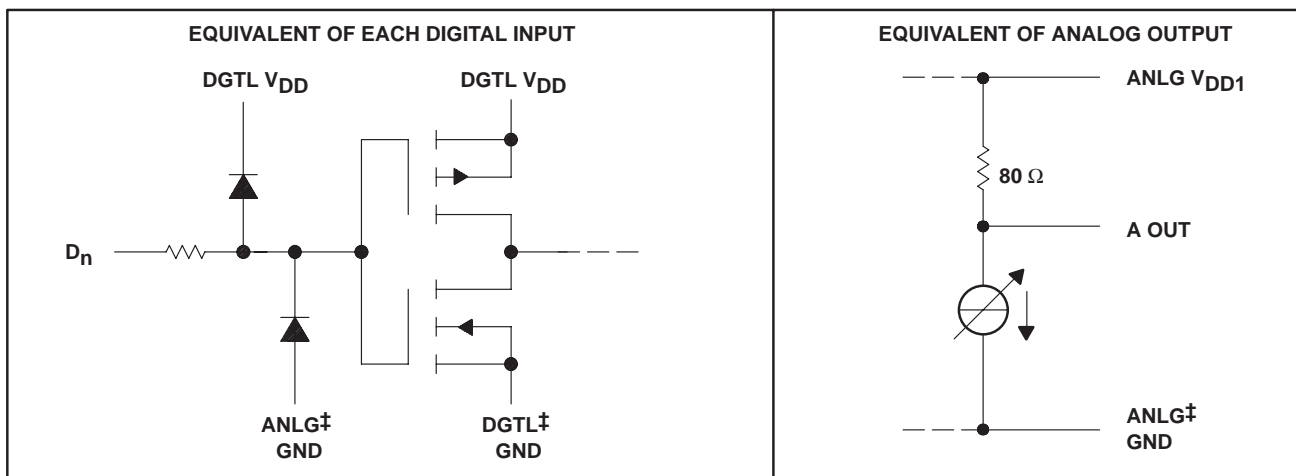 EQUIVALENT OF EACH DIGITAL INPUT
DGTL VDD
DGTL VDD
Dn
ANLG‡
GND
DGTL‡
GND
EQUIVALENT OF ANALOG OUTPUT
ANLG VDD1
80 Ω
A OUT
ANLG‡
GND